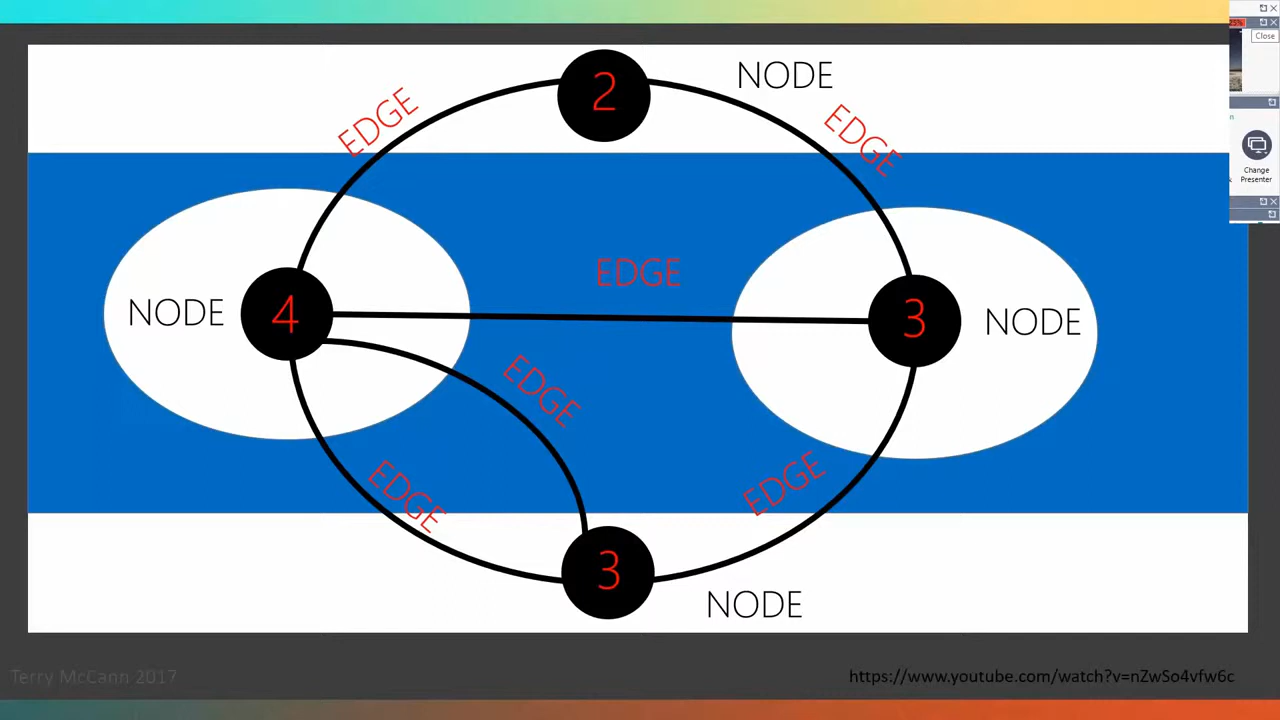 Close
Change
Presenter
2
NODE
EDGE
EDGE
EDGE
NODE
4
3
NODE
EDGE
EDGE
EDGE
3
NODE
Terry McCann 2017
https://www.youtube.com/watch?v=nZwSo4vfw6c